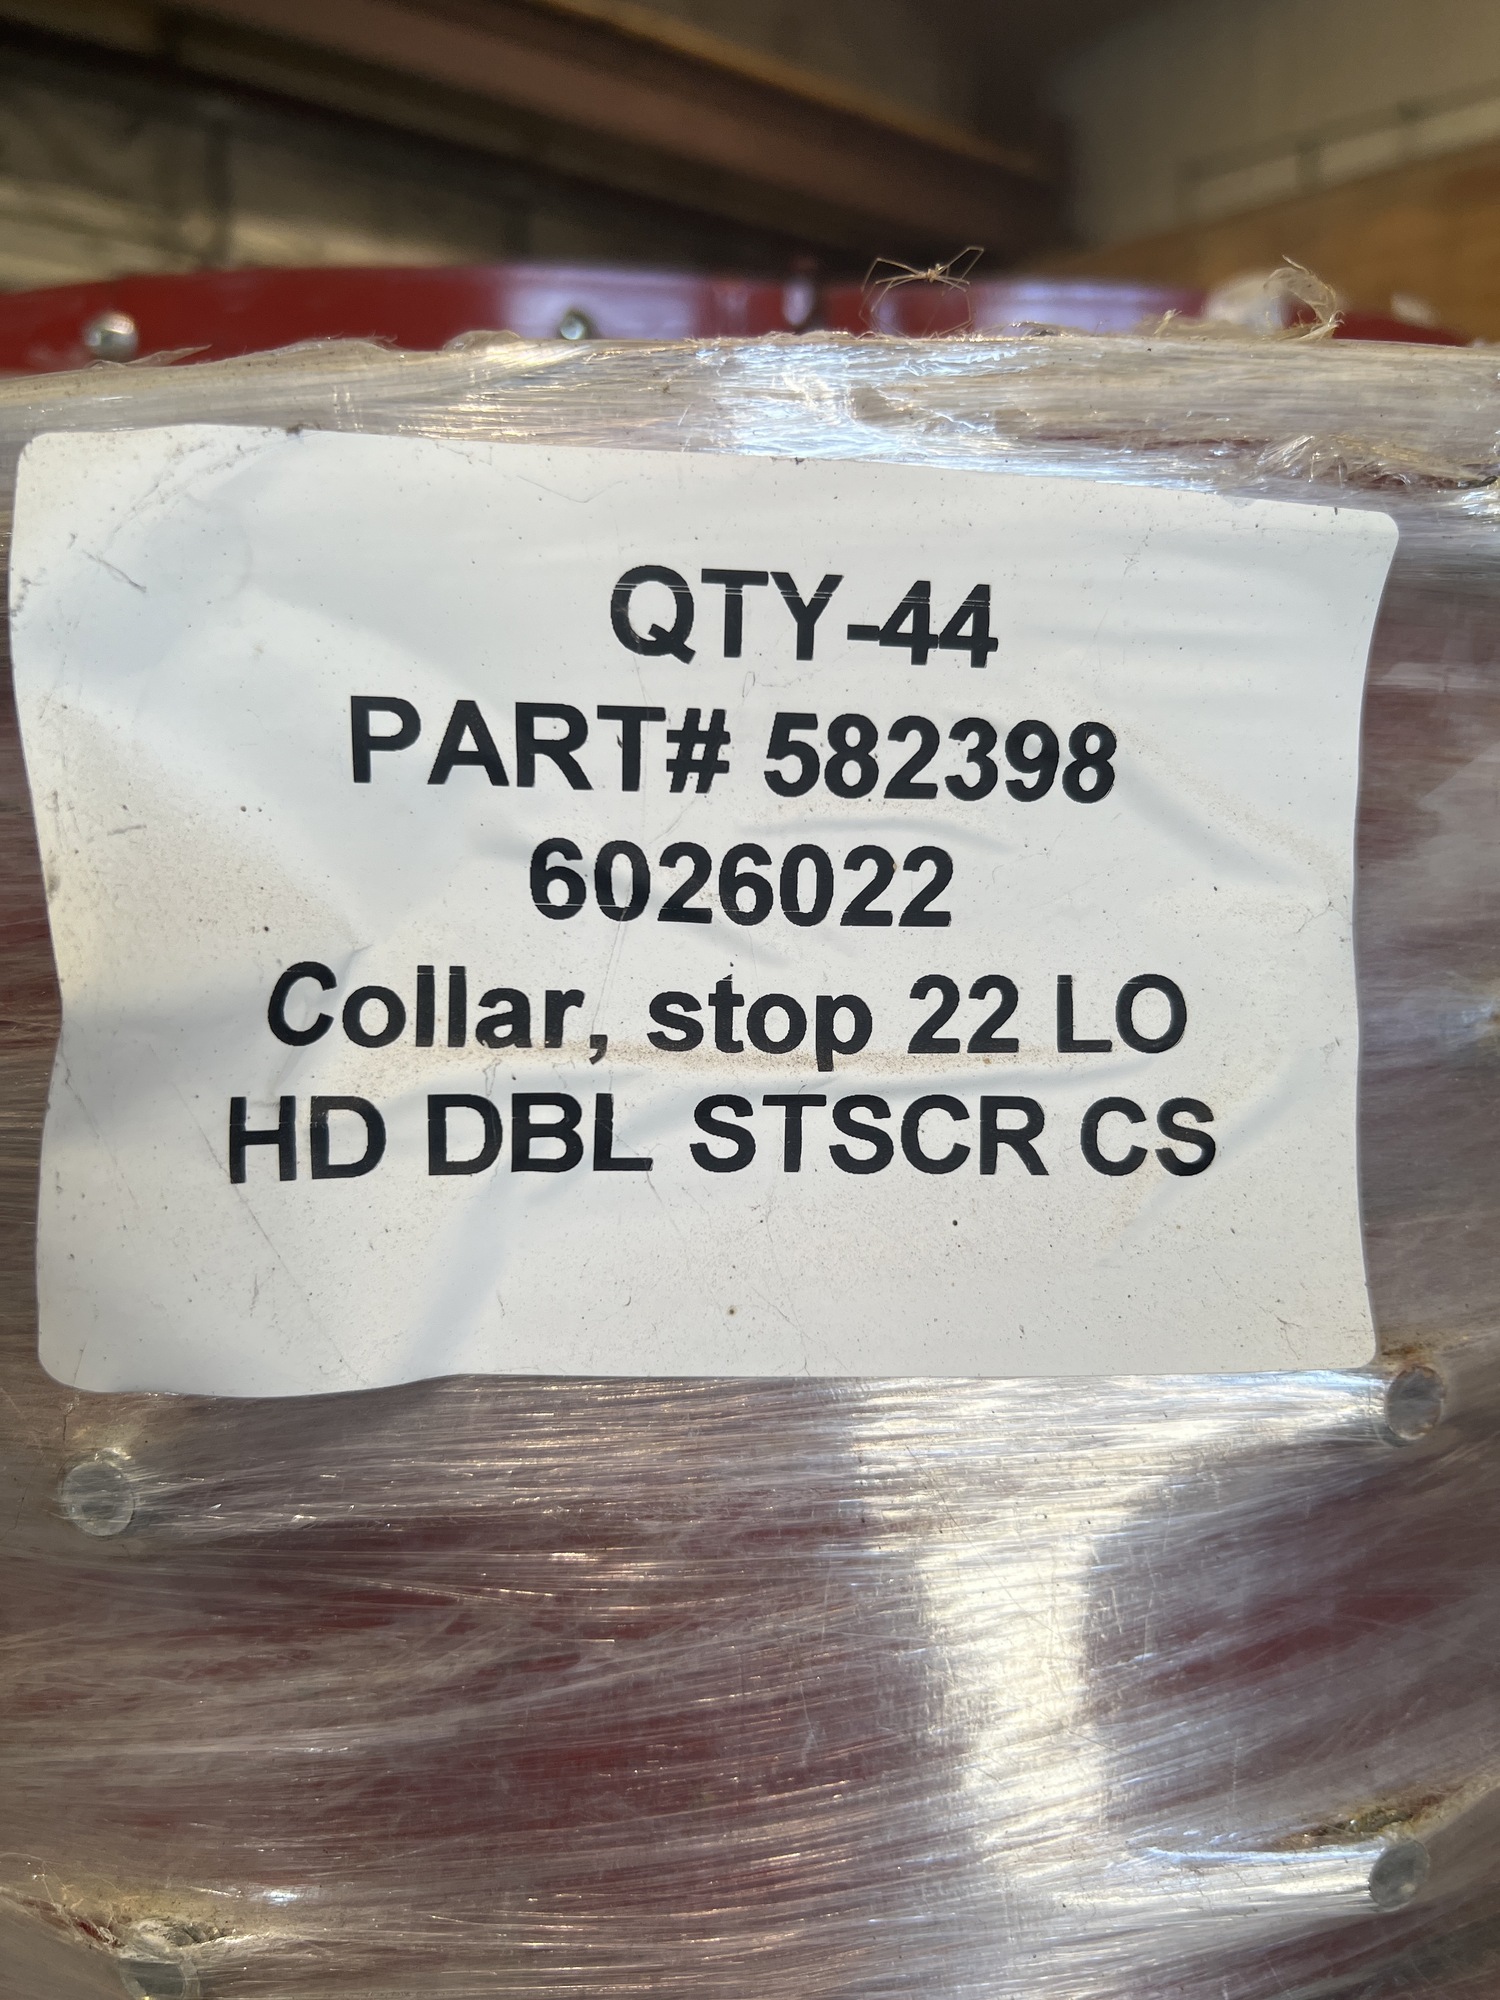 QTY-44
PART# 582398
6026022
Collar, stop 22 LO
HD DBL STSCR CS